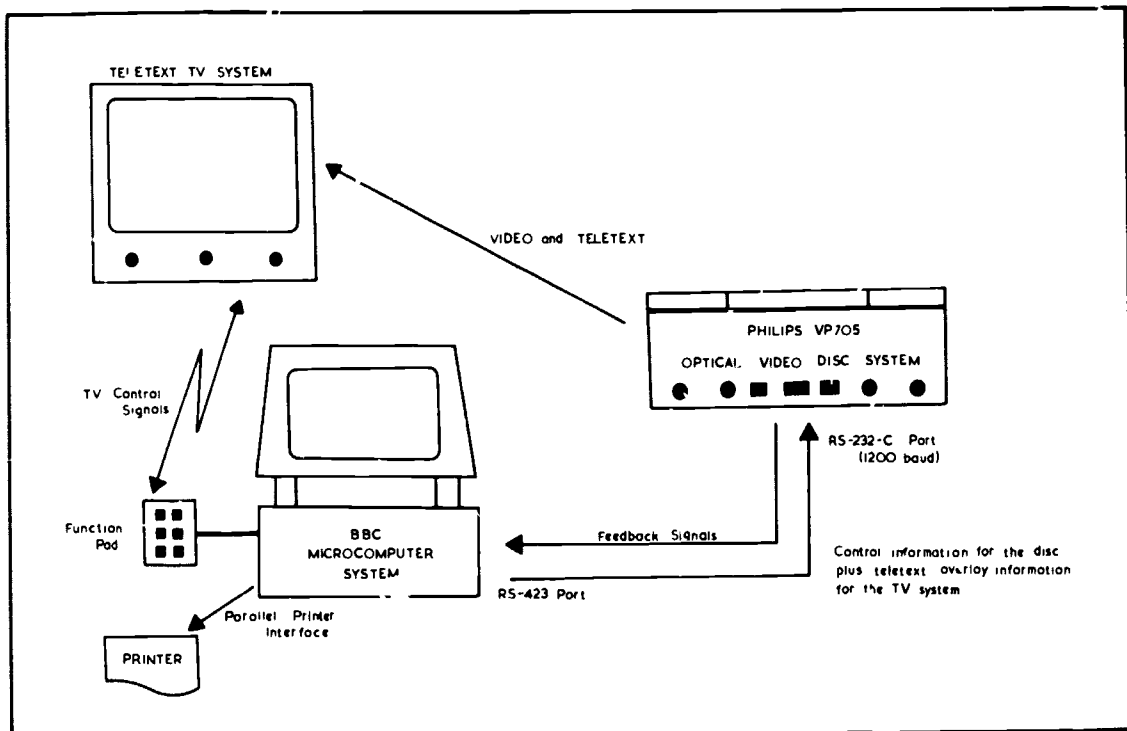 TELETEXT TV SYSTEM
VIDEO and TELETEXT
PHILIPS VP705
OPTICAL VIDEO DISC SYSTEM
TV Control
Signals
RS-232-C Port
(1200 baud)
Function
Pad
BBC
MICROCOMPUTER
SYSTEM
Feedback Signals
Control information for the disc
plus teletext overlay information
for the TV system
RS-423 Port
Parallel Printer
Interface
PRINTER